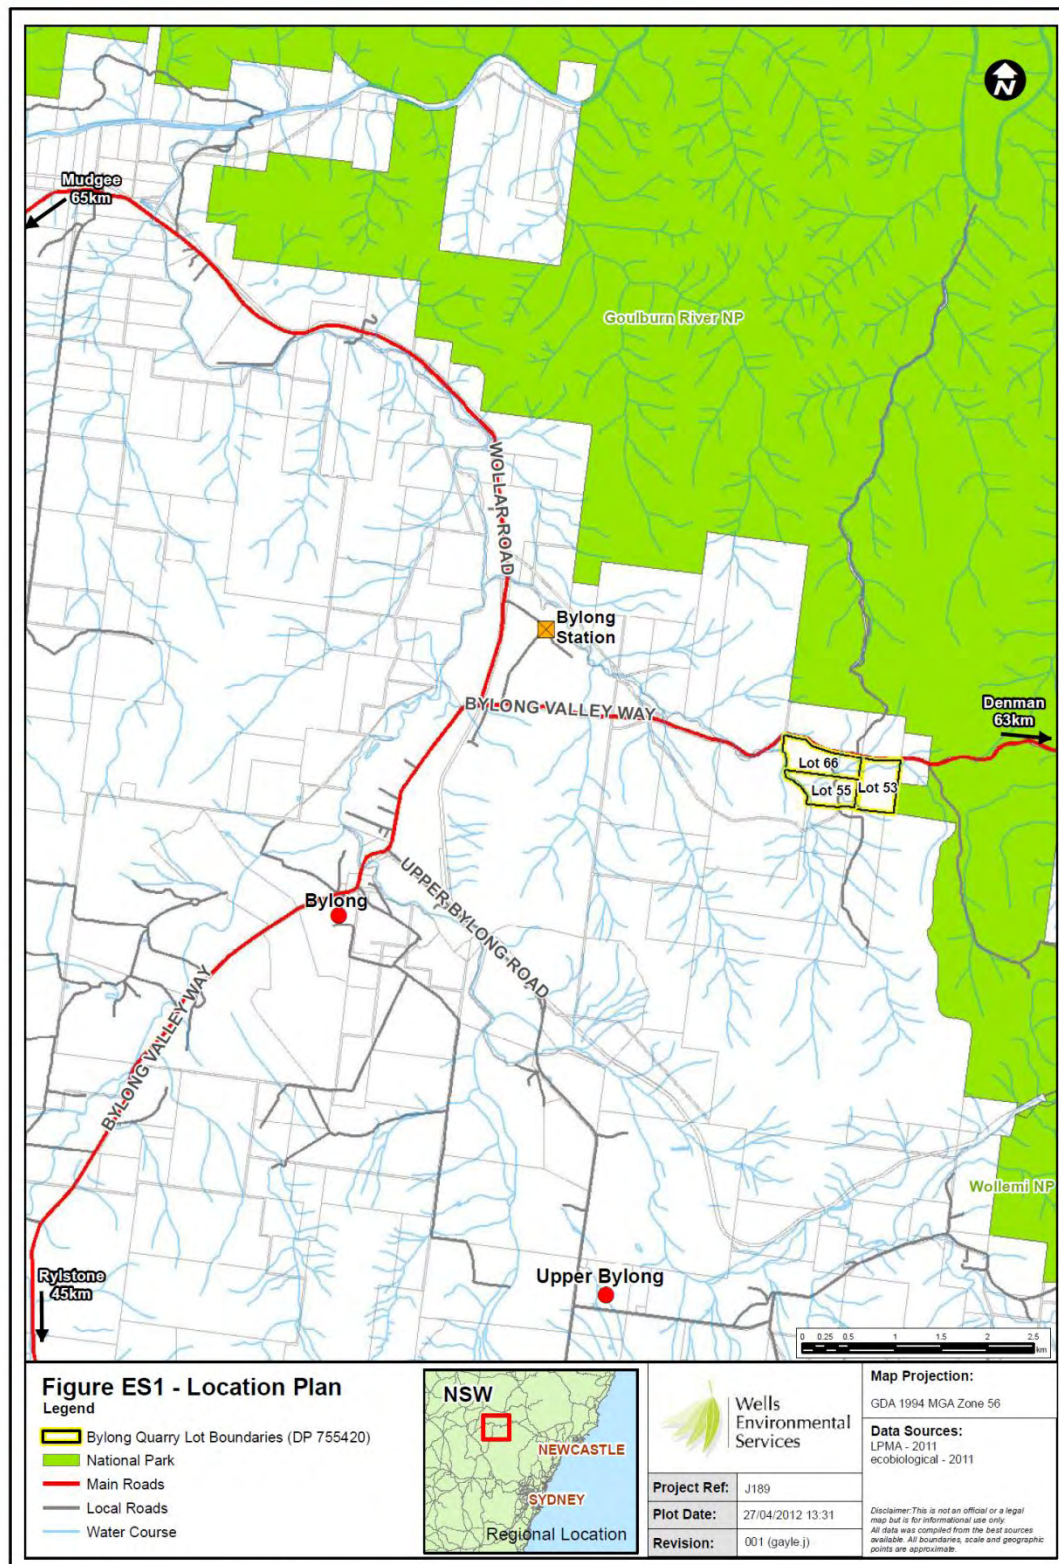 N
Mudgee
65km
Goulburn River NP
WOLLAR ROAD
Bylong
Station
BYLONG VALLEY WAY
Denman
63km
Lot 66
Lot 55
Lot 53
UPPER BYLONG ROAD
Bylong
BYLONG VALLEY WAY
Wollemi NP
Rylstone
45km
Upper Bylong
0 0.25 0.5 1 1.5 2 2.5
km
Figure ES1 - Location Plan
Legend
Bylong Quarry Lot Boundaries (DP 755420)
National Park
Main Roads
Local Roads
Water Course
NSW
NEWCASTLE
SYDNEY
Regional Location
Wells
Environmental
Services
Project Ref: J189
Plot Date: 27/04/2012 13:31
Revision: 001 (gayle.j)
Map Projection:
GDA 1994 MGA Zone 56
Data Sources:
LPMA - 2011
ecobiological - 2011
Disclaimer:This is not an official or a legal
map but is for informational use only.
All data was compiled from the best sources
available. All boundaries, scale and geographic
points are approximate.